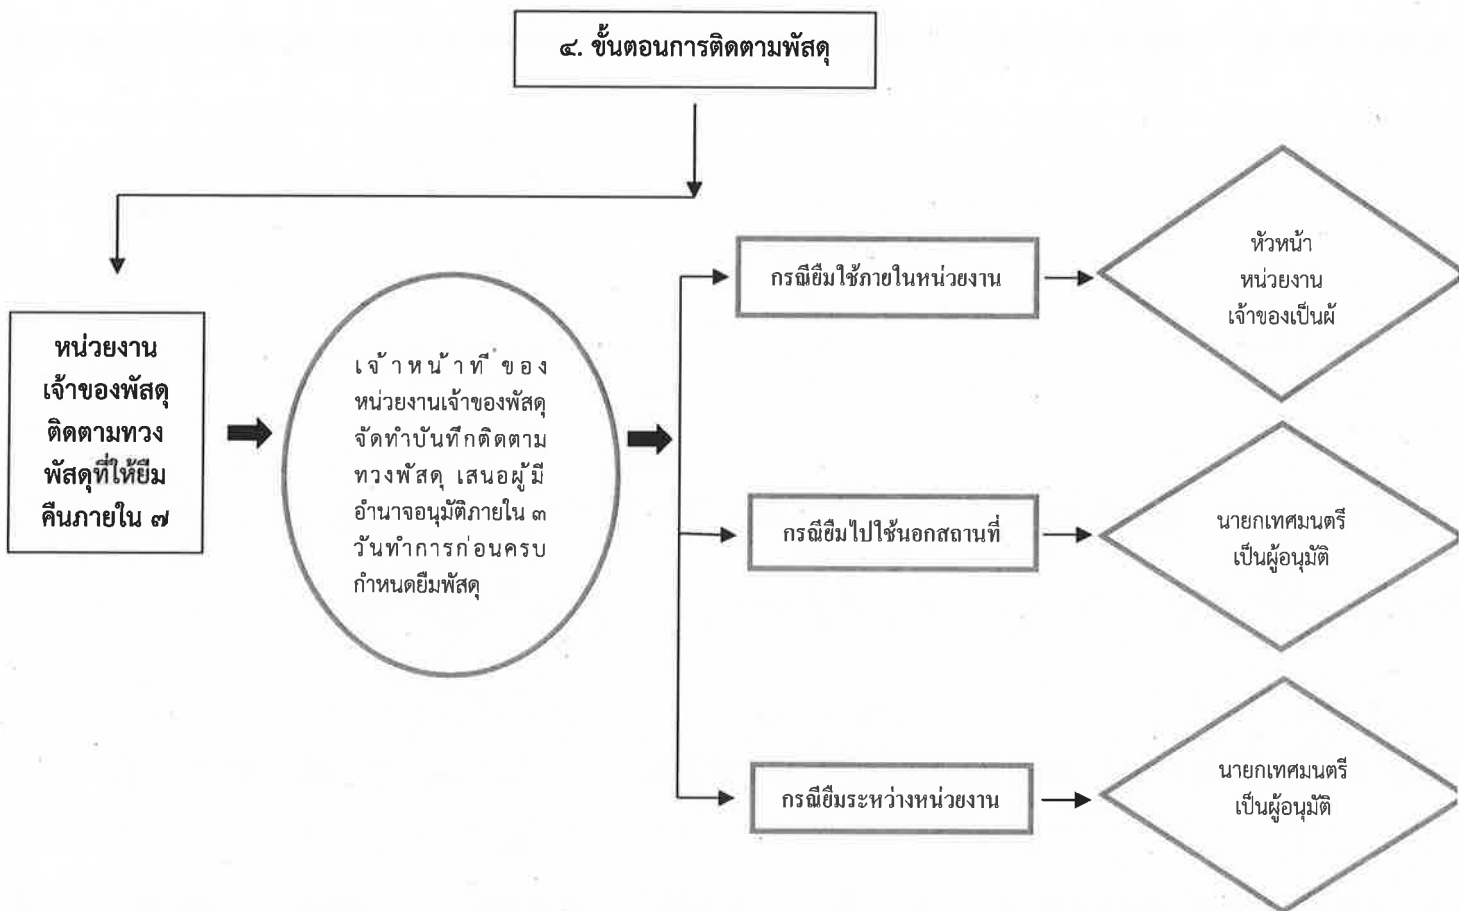 ๔. ขั้นตอนการติดตามพัสดุ
หน่วยงาน
เจ้าของพัสดุ
ติดตามทวง
พัสดุที่ให้ยืม
คืนภายใน ๗
เจ้าหน้าที่ของ
หน่วยงานเจ้าของพัสดุ
จัดทำบันทึกติดตาม
ทวงพัสดุ เสนอผู้มี
อำนาจอนุมัติภายใน ๓
วันทำการก่อนครบ
กำหนดยืมพัสดุ
กรณียืมใช้ภายในหน่วยงาน
หัวหน้า
หน่วยงาน
เจ้าของเป็นผู้
กรณียืมไปใช้นอกสถานที่
นายกเทศมนตรี
เป็นผู้อนุมัติ
กรณียืมระหว่างหน่วยงาน
นายกเทศมนตรี
เป็นผู้อนุมัติ